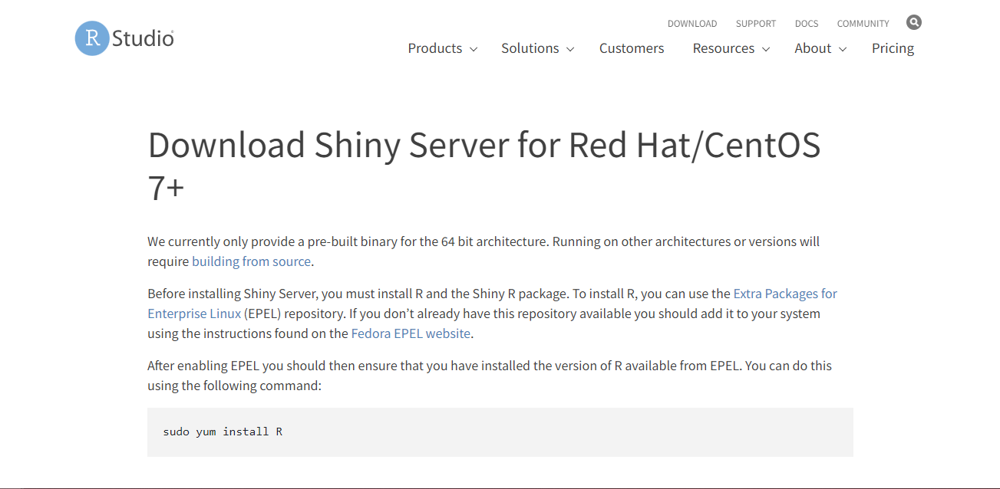 DOWNLOAD SUPPORT DOCS COMMUNITY
R Studio®
Products Solutions Customers Resources About Pricing
Download Shiny Server for Red Hat/CentOS
7+
We currently only provide a pre-built binary for the 64 bit architecture. Running on other architectures or versions will
require building from source.
Before installing Shiny Server, you must install R and the Shiny R package. To install R, you can use the Extra Packages for
Enterprise Linux (EPEL) repository. If you don’t already have this repository available you should add it to your system
using the instructions found on the Fedora EPEL website.
After enabling EPEL you should then ensure that you have installed the version of R available from EPEL. You can do this
using the following command:
sudo yum install R